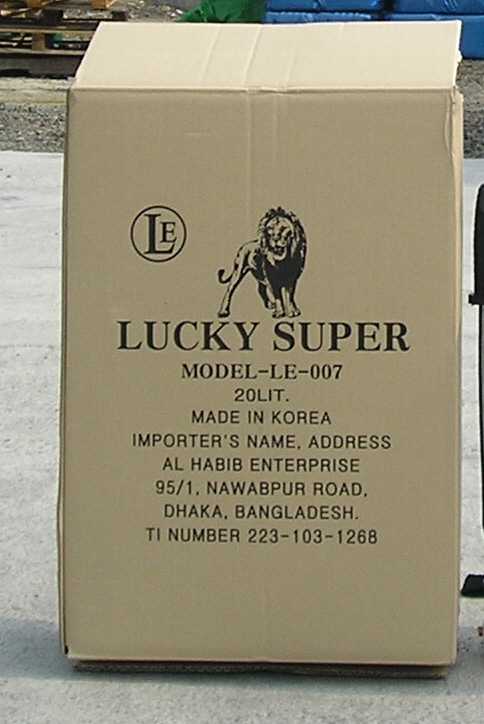 LE
LUCKY SUPER
MODEL-LE-007
20LIT.
MADE IN KOREA
IMPORTER'S NAME, ADDRESS
AL HABIB ENTERPRISE
95/1, NAWABPUR ROAD,
DHAKA, BANGLADESH.
TI NUMBER 223-103-1268